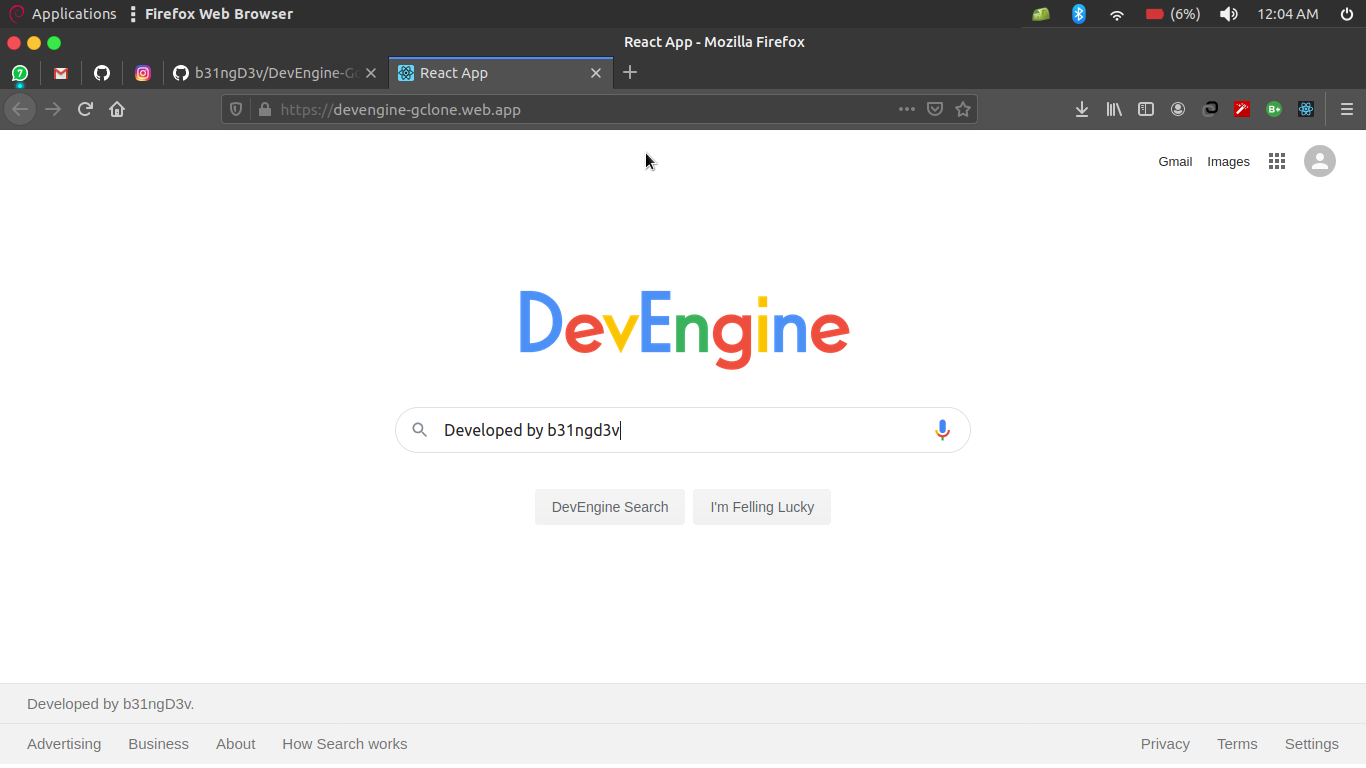 Applications Firefox Web Browser (6%) 12:04 AM
React App - Mozilla Firefox
7 b31ngD3v/DevEngine-Gc React App
https://devengine-gclone.web.app B+
Gmail Images
DevEngine
Developed by b31ngd3v
DevEngine Search I'm Felling Lucky
Developed by b31ngD3v.
Advertising Business About How Search works Privacy Terms Settings